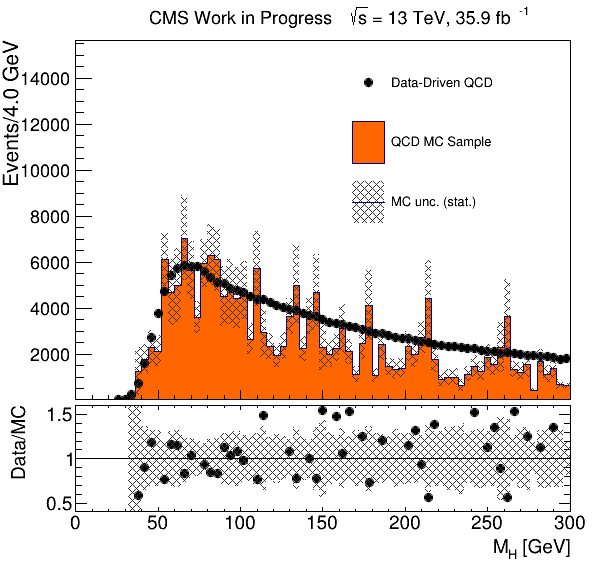 CMS Work in Progress √s = 13 TeV, 35.9 fb⁻¹
Events/4.0 GeV
14000
12000
10000
8000
6000
4000
2000
Data-Driven QCD
QCD MC Sample
MC unc. (stat.)
Data/MC
1.5
1
0.5
0 50 100 150 200 250 300
M_H [GeV]